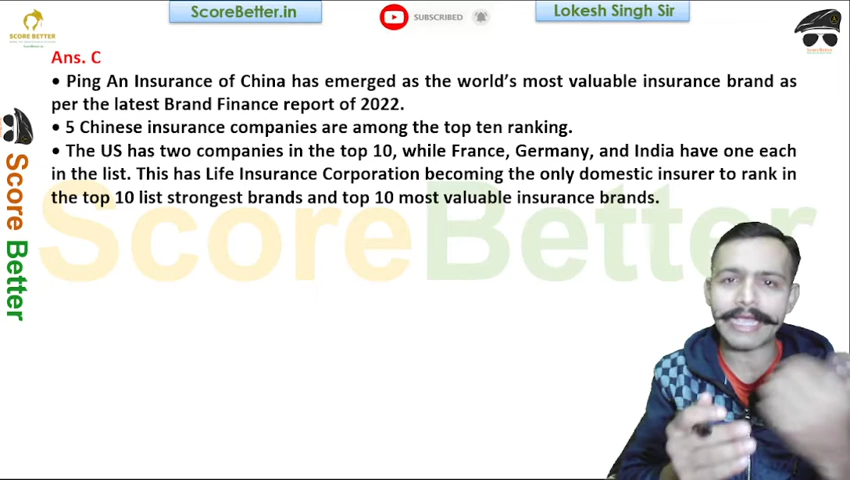 ScoreBetter.in
SUBSCRIBED
Lokesh Singh Sir
SCORE BETTER
Ans. C
• Ping An Insurance of China has emerged as the world's most valuable insurance brand as
per the latest Brand Finance report of 2022.
• 5 Chinese insurance companies are among the top ten ranking.
• The US has two companies in the top 10, while France, Germany, and India have one each
in the list. This has Life Insurance Corporation becoming the only domestic insurer to rank in
the top 10 list strongest brands and top 10 most valuable insurance brands.
Score Better
ScoreBetter